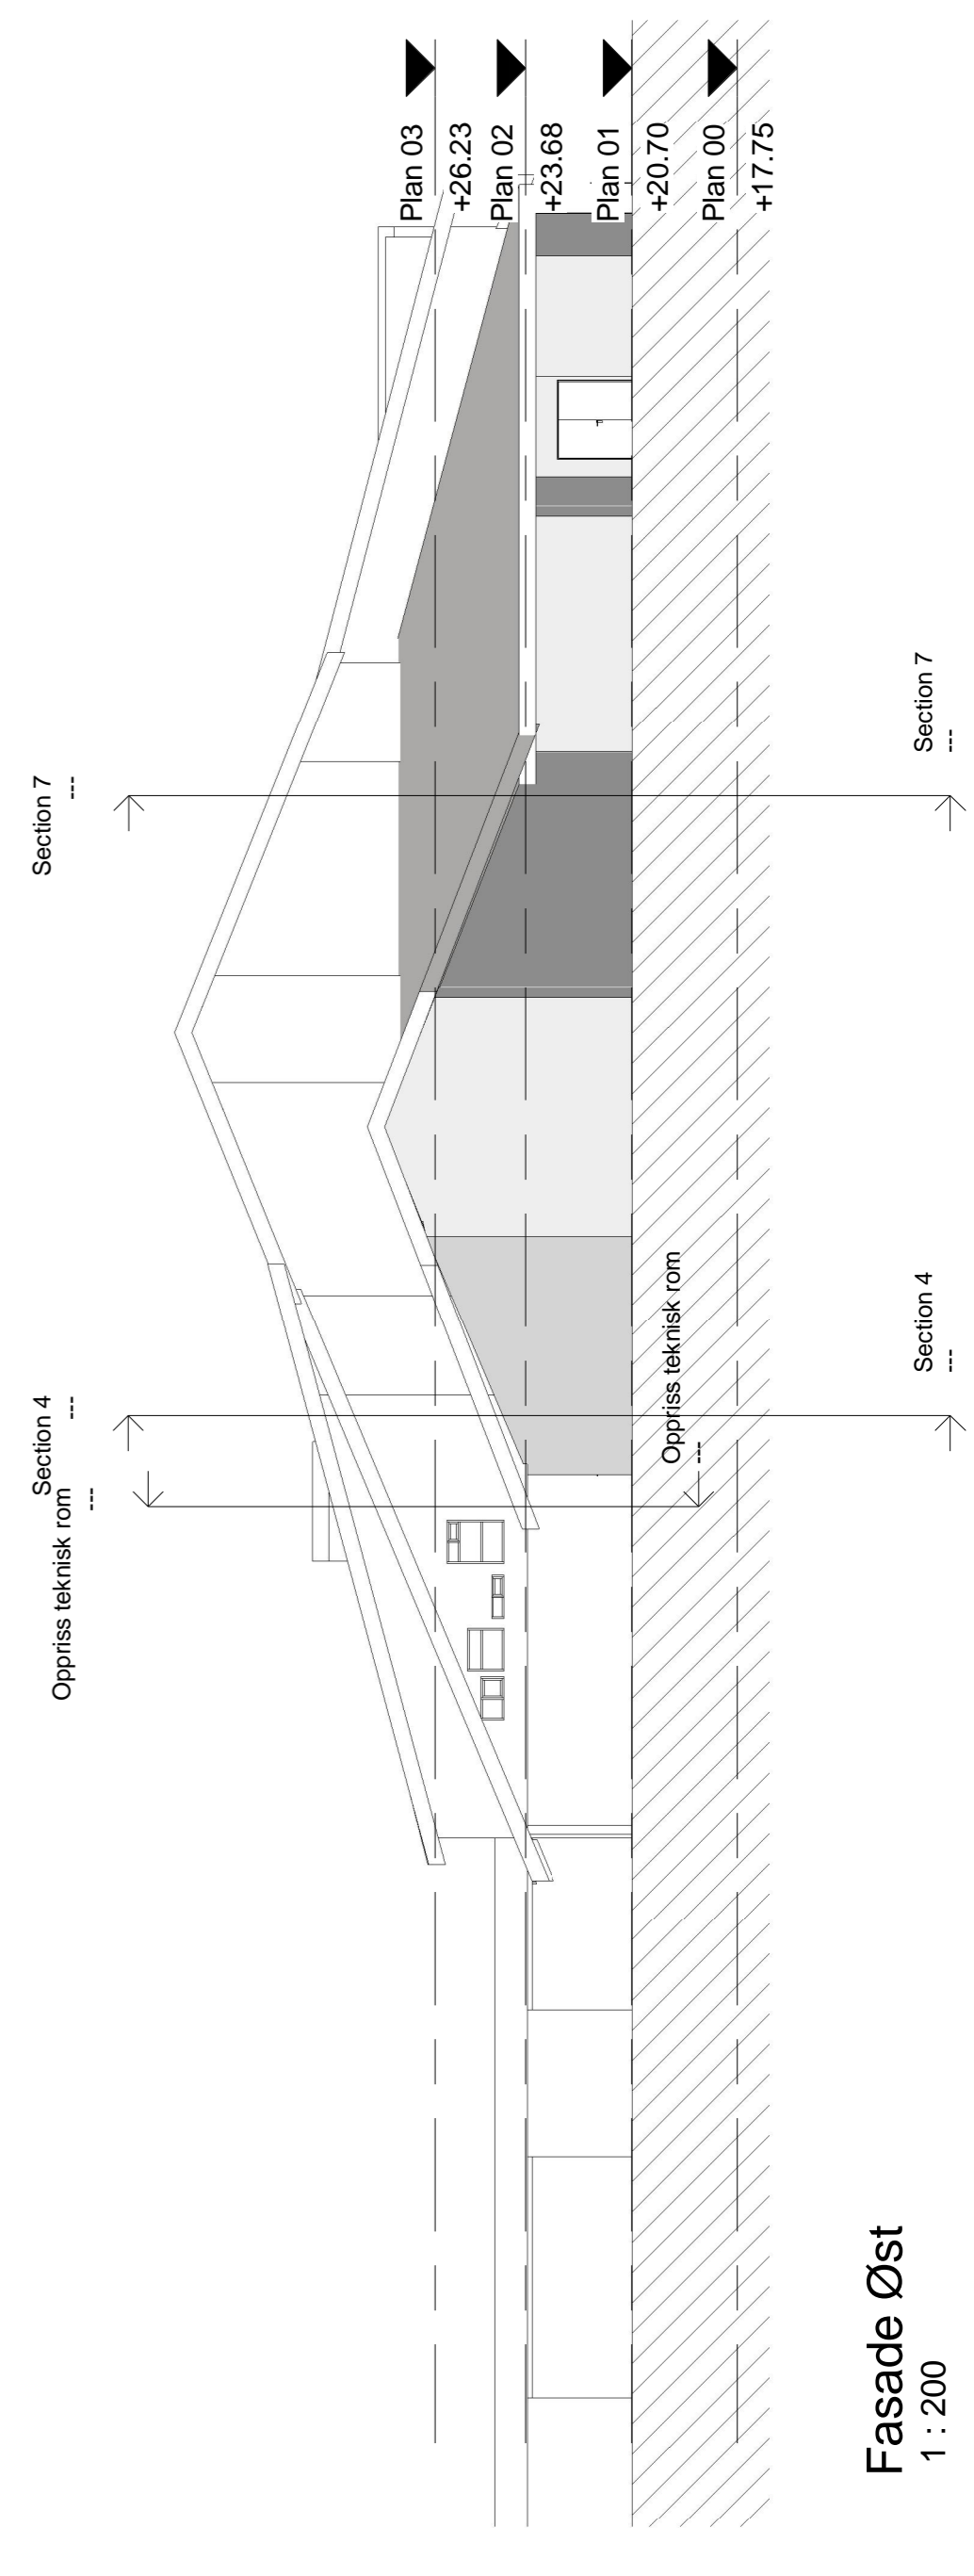 Section 7
---
Section 4
---
Oppriss teknisk rom
---
Plan 03
+26.23
Plan 02
+23.68
Plan 01
+20.70
Plan 00
+17.75
Oppriss teknisk rom
---
Section 4
---
Section 7
---
Fasade Øst
1 : 200